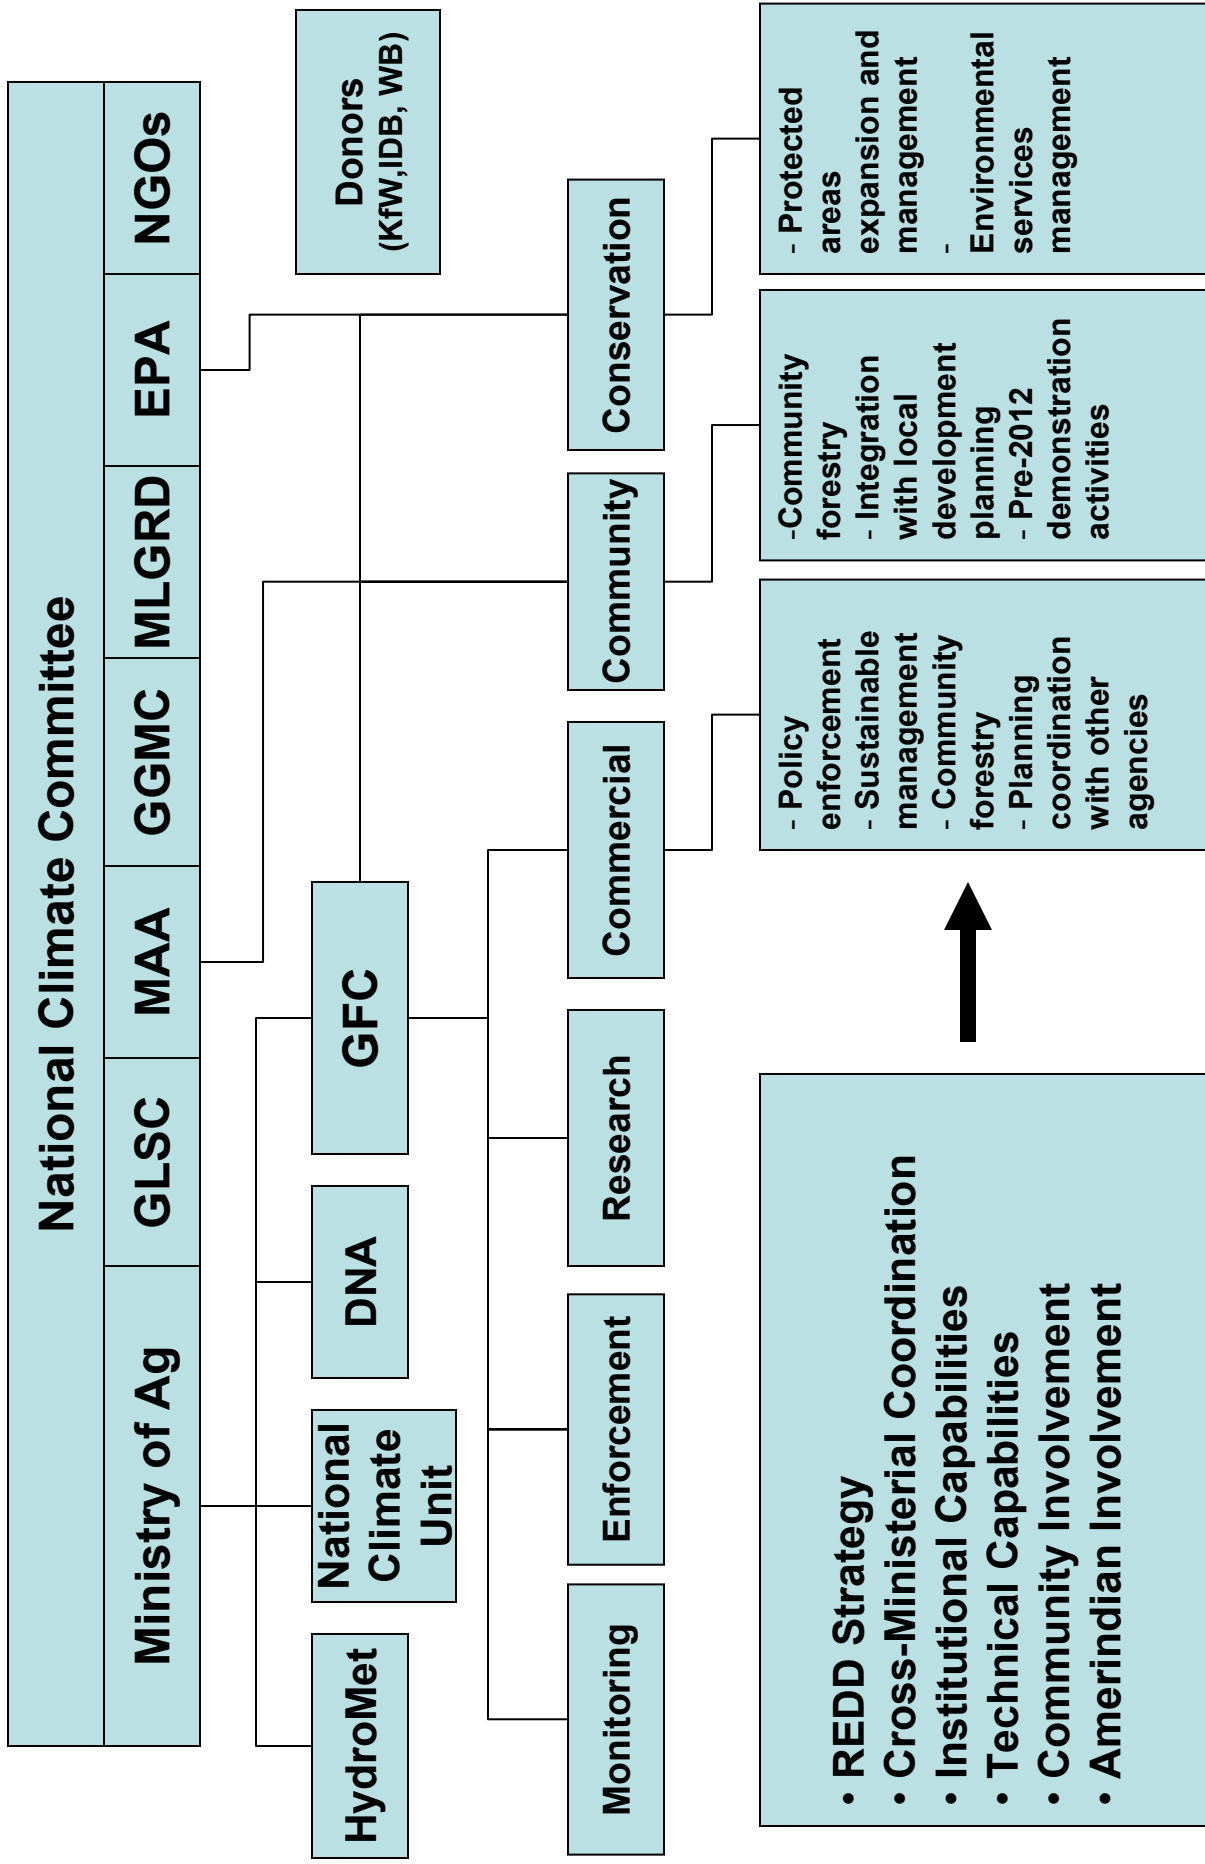 National Climate Committee
Ministry of Ag
GLSC
MAA
GGMC
MLGRD
EPA
NGOs
HydroMet
National
Climate
Unit
DNA
GFC
Donors
(KfW,IDB, WB)
Monitoring
Enforcement
Research
Commercial
Community
Conservation
• REDD Strategy
• Cross-Ministerial Coordination
• Institutional Capabilities
• Technical Capabilities
• Community Involvement
• Amerindian Involvement
- Policy
enforcement
- Sustainable
management
- Community
forestry
- Planning
coordination
with other
agencies
-Community
forestry
- Integration
with local
development
planning
- Pre-2012
demonstration
activities
- Protected
areas
expansion and
management
-
Environmental
services
management